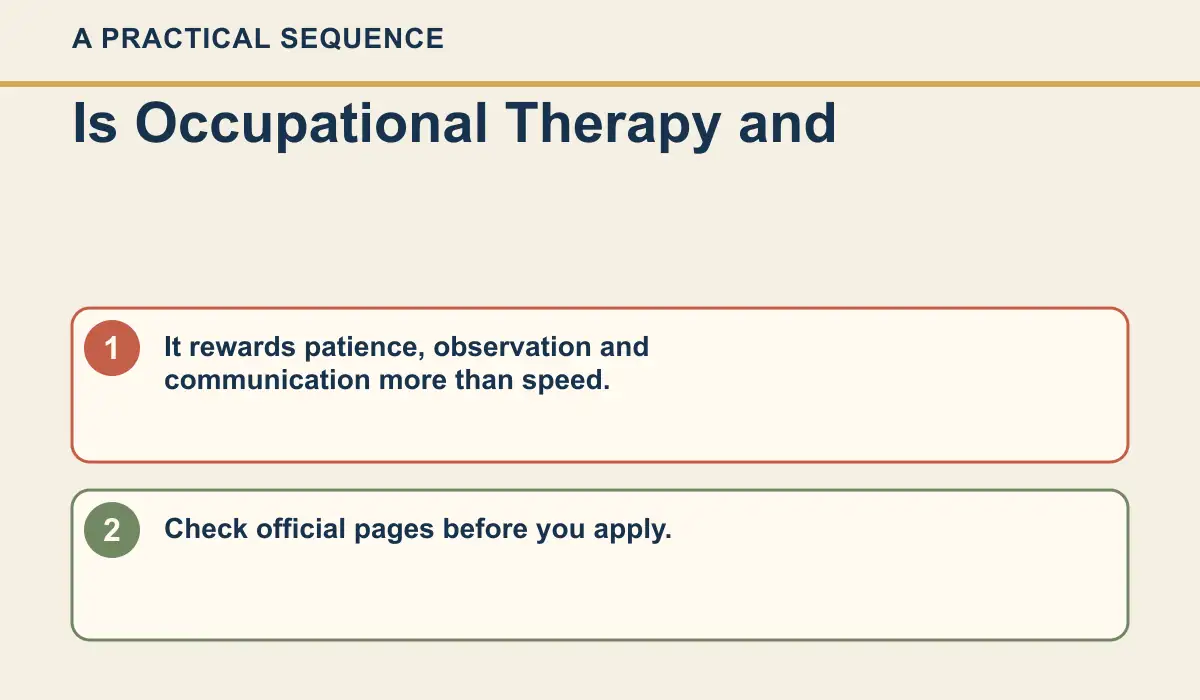 A PRACTICAL SEQUENCE
Is Occupational Therapy and
1
It rewards patience, observation and
communication more than speed.
2
Check official pages before you apply.